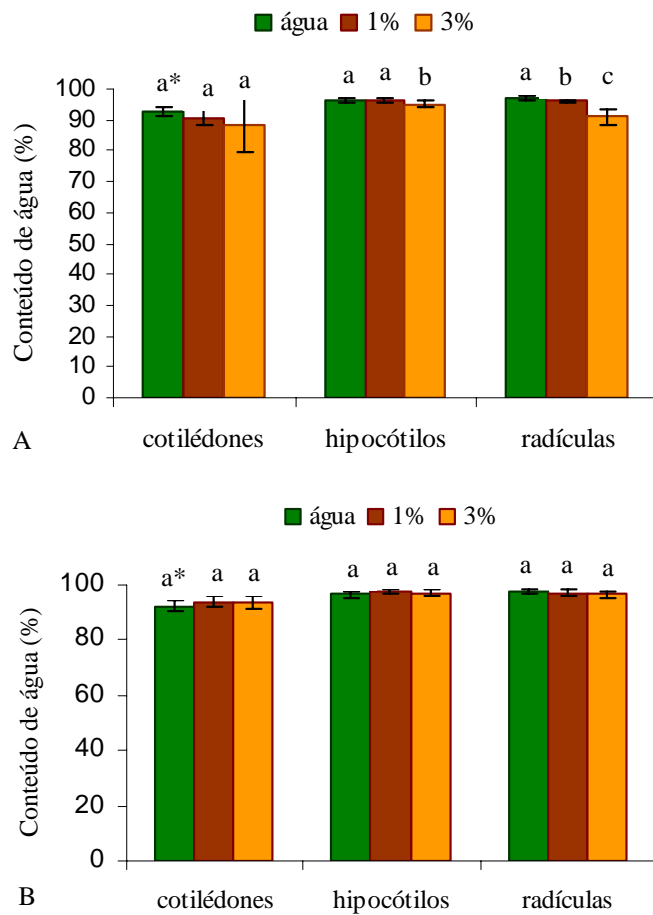 água 1% 3%
a* a a a a b a b c
Conteúdo de água (%)
100
90
80
70
60
50
40
30
20
10
0
cotilédones hipocótilos radículas
A
água 1% 3%
a* a a a a a a a a
Conteúdo de água (%)
100
80
60
40
20
0
cotilédones hipocótilos radículas
B